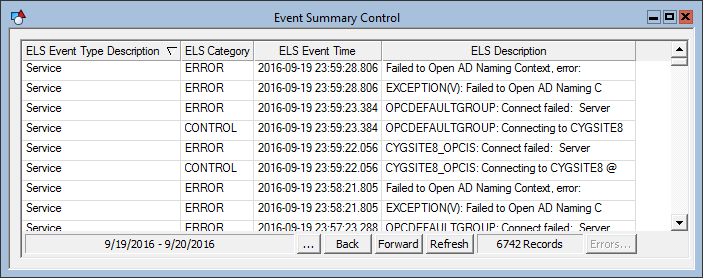 Event Summary Control
ELS Event Type Description ELS Category ELS Event Time ELS Description
Service ERROR 2016-09-19 23:59:28.806 Failed to Open AD Naming Context, error:
Service ERROR 2016-09-19 23:59:28.806 EXCEPTION(V): Failed to Open AD Naming C
Service ERROR 2016-09-19 23:59:23.384 OPCDEFAULTGROUP: Connect failed: Server
Service CONTROL 2016-09-19 23:59:23.384 OPCDEFAULTGROUP: Connecting to CYGSITE8
Service ERROR 2016-09-19 23:59:22.056 CYGSITE8_OPCIS: Connect failed: Server
Service CONTROL 2016-09-19 23:59:22.056 CYGSITE8_OPCIS: Connecting to CYGSITE8 @
Service ERROR 2016-09-19 23:58:21.805 Failed to Open AD Naming Context, error:
Service ERROR 2016-09-19 23:58:21.805 EXCEPTION(V): Failed to Open AD Naming C
Service ERROR 2016-09-19 23:57:23.288 OPCDEFAULTGROUP: Connect failed: Server
9/19/2016 - 9/20/2016 ... Back Forward Refresh 6742 Records Errors...